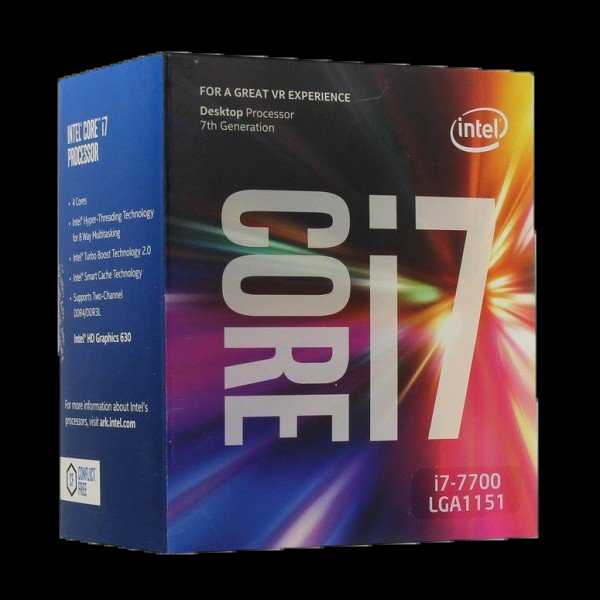 INTEL® CORE™ i7
PROCESSOR
• 4 Cores
• Intel® Hyper-Threading Technology
for 8 Way Multitasking
• Intel® Turbo Boost Technology 2.0
• Intel® Smart Cache Technology
• Supports Two-Channel
DDR4/DDR3L
Intel® HD Graphics 630
For more information about Intel's
processors, visit ark.intel.com
CF
CONFLICT
FREE
FOR A GREAT VR EXPERIENCE
Desktop Processor
7th Generation
intel
CORE
i7
i7-7700
LGA1151